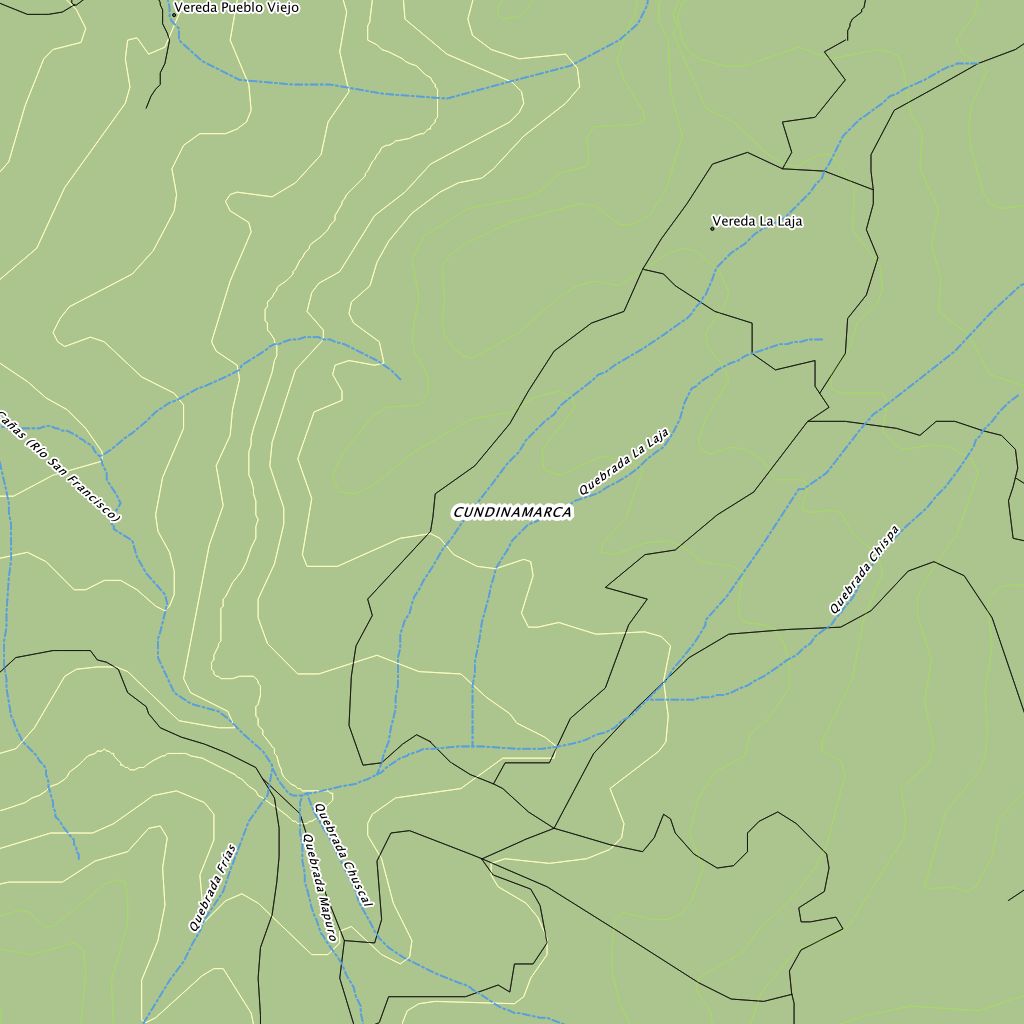 Vereda Pueblo Viejo
Vereda La Laja
Cañas (Río San Francisco)
Quebrada La Laja
CUNDINAMARCA
Quebrada Chispa
Quebrada Chuscal
Quebrada Mapuro
Quebrada Frías